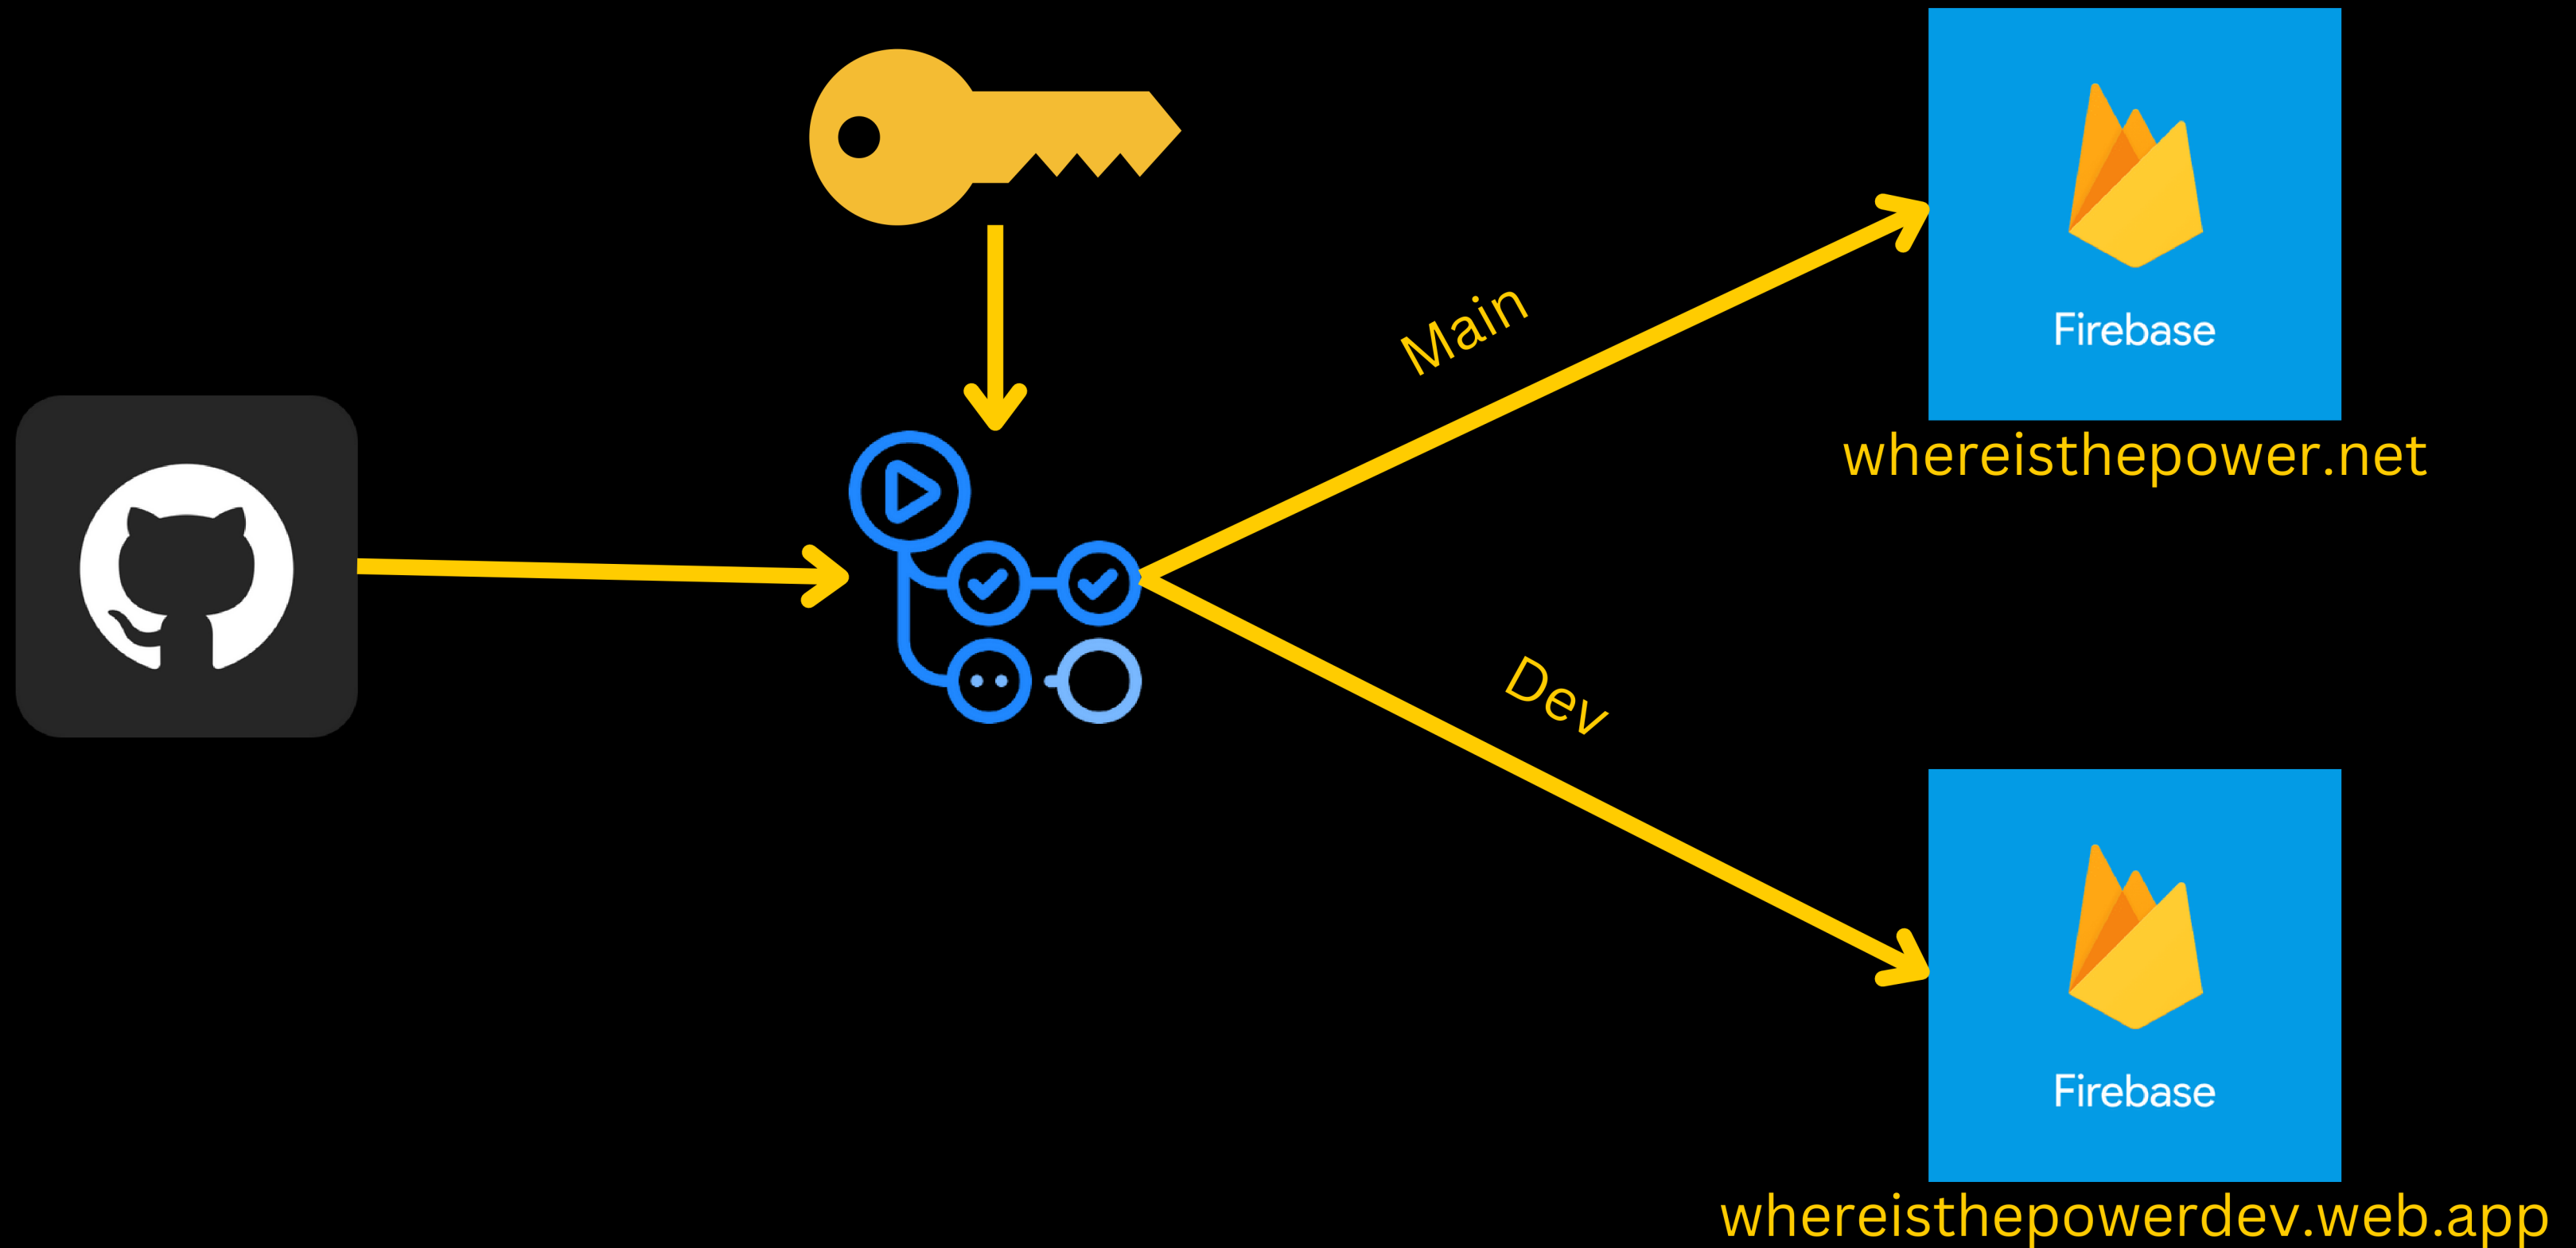 Main
Firebase
whereisthepower.net
Dev
Firebase
whereisthepowerdev.web.app